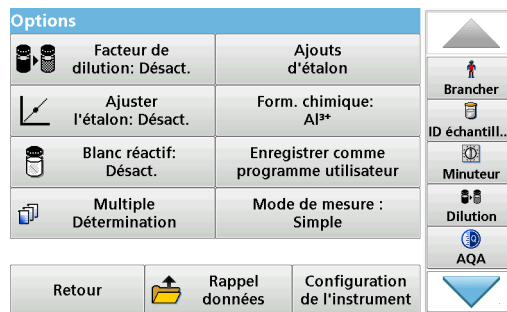 Options
Facteur de
dilution: Désact.
Ajouts
d'étalon
Ajuster
l'étalon: Désact.
Form. chimique:
Al³⁺
Blanc réactif:
Désact.
Enregistrer comme
programme utilisateur
Multiple
Détermination
Mode de mesure :
Simple
Retour
Rappel
données
Configuration
de l'instrument
Brancher
ID échantill..
Minuteur
Dilution
AQA